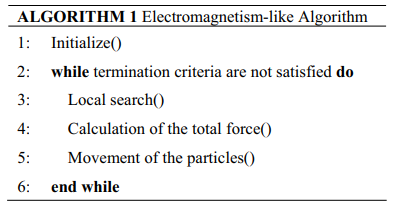 ALGORITHM 1 Electromagnetism-like Algorithm
1: Initialize()
2: while termination criteria are not satisfied do
3: Local search()
4: Calculation of the total force()
5: Movement of the particles()
6: end while